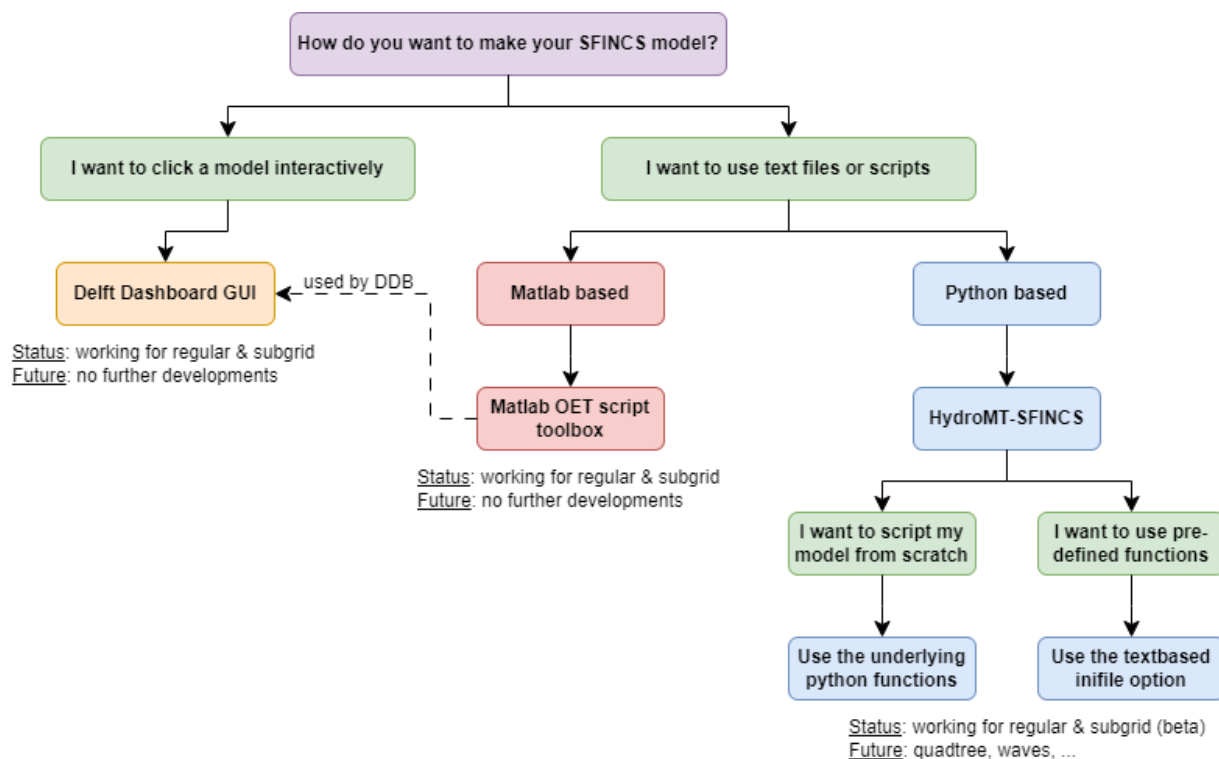 How do you want to make your SFINCS model?
I want to click a model interactively
I want to use text files or scripts
Delft Dashboard GUI
used by DDB
Matlab based
Python based
Status: working for regular & subgrid
Future: no further developments
Matlab OET script
toolbox
HydroMT-SFINCS
Status: working for regular & subgrid
Future: no further developments
I want to script my
model from scratch
I want to use pre-
defined functions
Use the underlying
python functions
Use the textbased
inifile option
Status: working for regular & subgrid (beta)
Future: quadtree, waves, ...